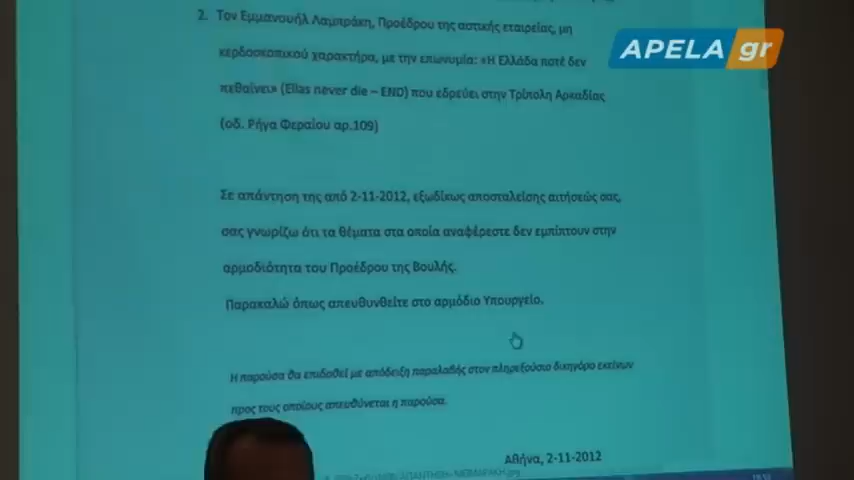 2. Τον Εμμανουήλ Λαμπράκη, Προέδρου της αστικής εταιρείας, μη
κερδοσκοπικού χαρακτήρα, με την επωνυμία: «Η Ελλάδα ποτέ δεν
πεθαίνει» (Ellas never die – END) που εδρεύει στην Τρίπολη Αρκαδίας
(οδ. Ρήγα Φεραίου αρ.109)
Σε απάντηση της από 2-11-2012, εξωδίκως αποσταλείσης αιτήσεώς σας,
σας γνωρίζω ότι τα θέματα στα οποία αναφέρεστε δεν εμπίπτουν στην
αρμοδιότητα του Προέδρου της Βουλής.
Παρακαλώ όπως απευθυνθείτε στο αρμόδιο Υπουργείο.
Η παρούσα θα επιδοθεί με απόδειξη παραλαβής στον πληρεξούσιο δικηγόρο εκείνων
προς τους οποίους απευθύνεται η παρούσα.
Αθήνα, 2-11-2012
APELA gr